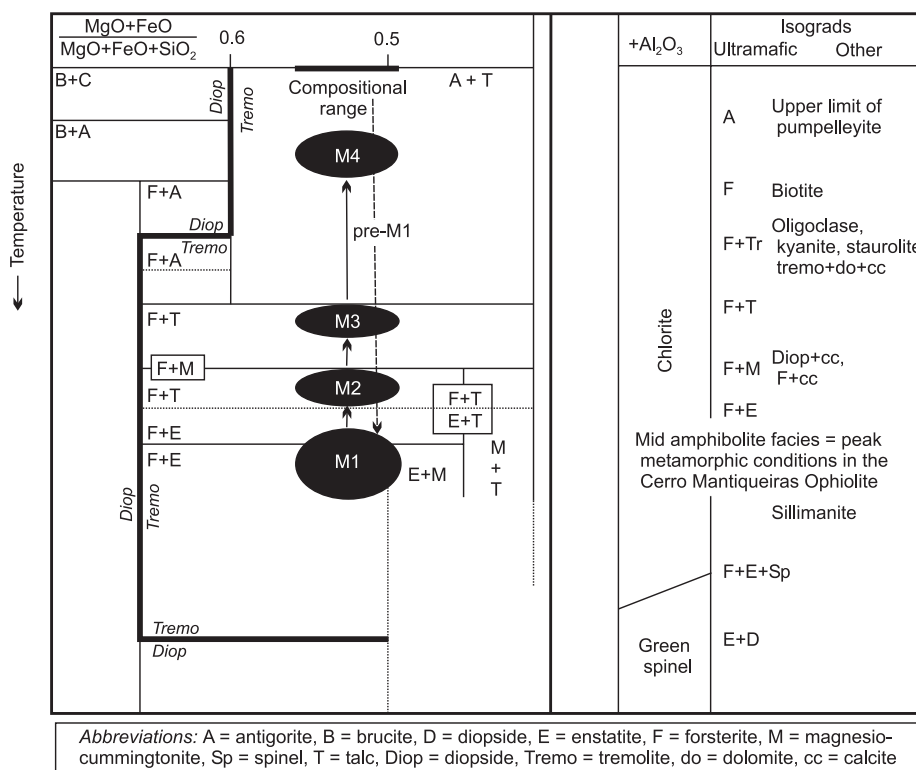 MgO+FeO
MgO+FeO+SiO2
0.6
0.5
+Al2O3
Isograds
Ultramafic Other
B+C
Diop
Tremo
Compositional
range
A + T
B+A
M4
F+A
Diop
Tremo
F+A
pre-M1
F+T
M3
F+M
F+T
M2
F+T
E+T
F+E
F+E
M1
E+M
M
+
T
Diop
Tremo
Tremo
Diop
← Temperature
Chlorite
Green
spinel
A
Upper limit of
pumpelleyite
F
Biotite
F+Tr
Oligoclase,
kyanite, staurolite
tremo+do+cc
F+T
F+M
Diop+cc,
F+cc
F+E
Mid amphibolite facies = peak
metamorphic conditions in the
Cerro Mantiqueiras Ophiolite
Sillimanite
F+E+Sp
E+D
Abbreviations: A = antigorite, B = brucite, D = diopside, E = enstatite, F = forsterite, M = magnesio-
cummingtonite, Sp = spinel, T = talc, Diop = diopside, Tremo = tremolite, do = dolomite, cc = calcite